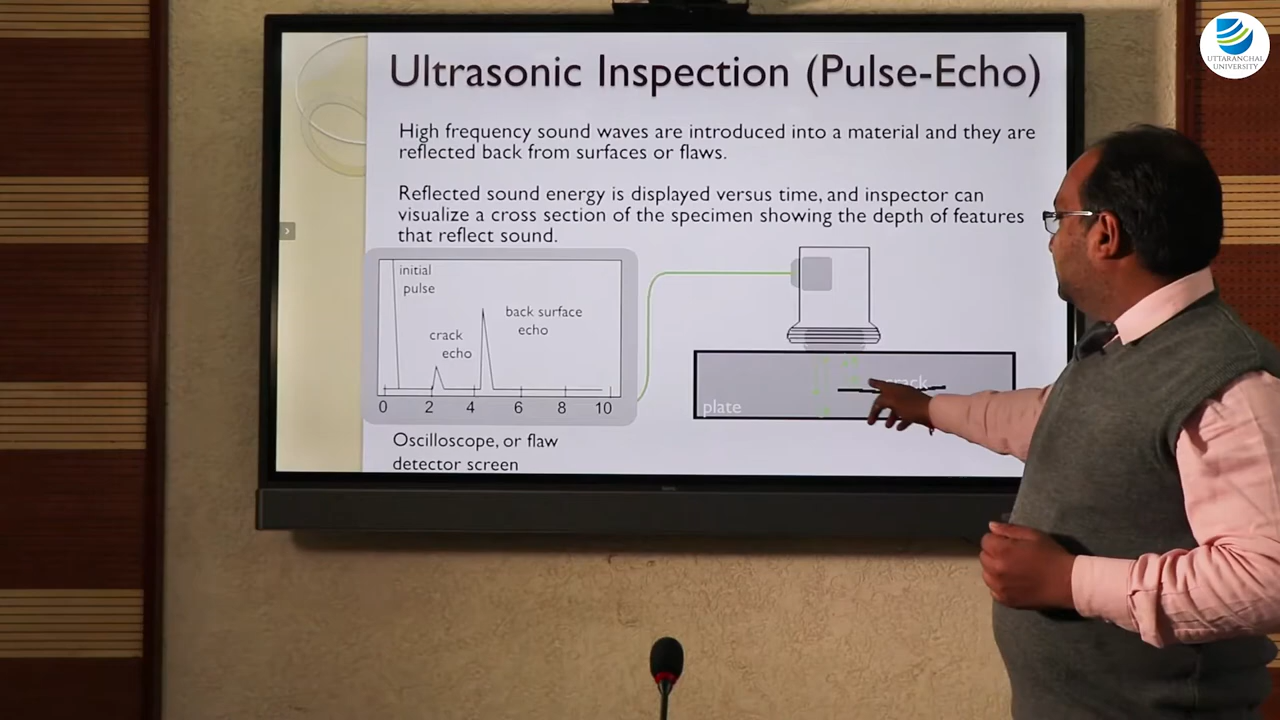 UTTARANCHAL
UNIVERSITY
Ultrasonic Inspection (Pulse-Echo)
High frequency sound waves are introduced into a material and they are
reflected back from surfaces or flaws.
Reflected sound energy is displayed versus time, and inspector can
visualize a cross section of the specimen showing the depth of features
that reflect sound.
initial
pulse
back surface
echo
crack
echo
0 2 4 6 8 10
Oscilloscope, or flaw
detector screen
crack
plate